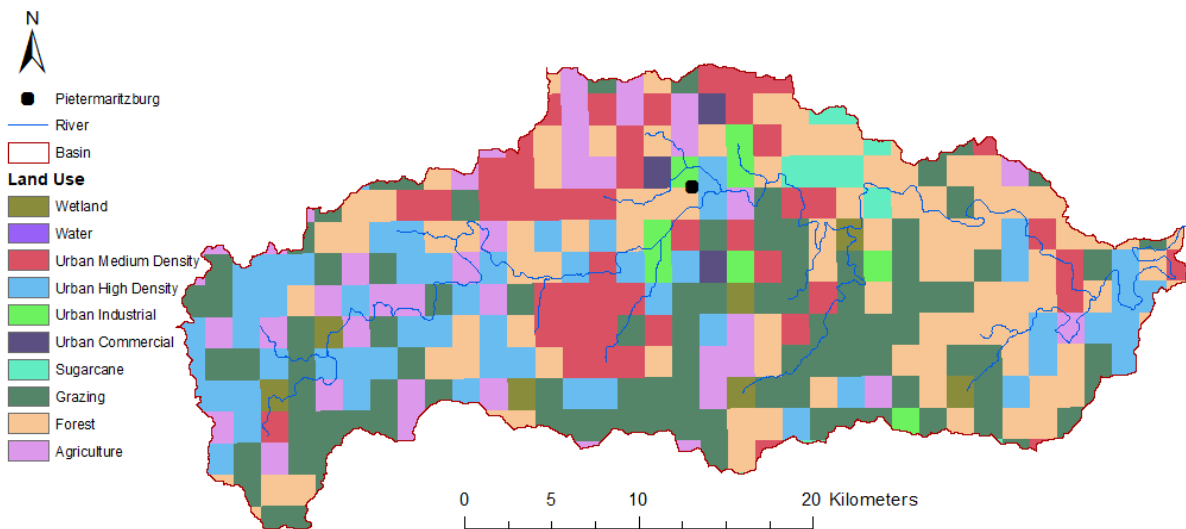 N
Pietermaritzburg
River
Basin
Land Use
Wetland
Water
Urban Medium Density
Urban High Density
Urban Industrial
Urban Commercial
Sugarcane
Grazing
Forest
Agriculture
0 5 10 20 Kilometers